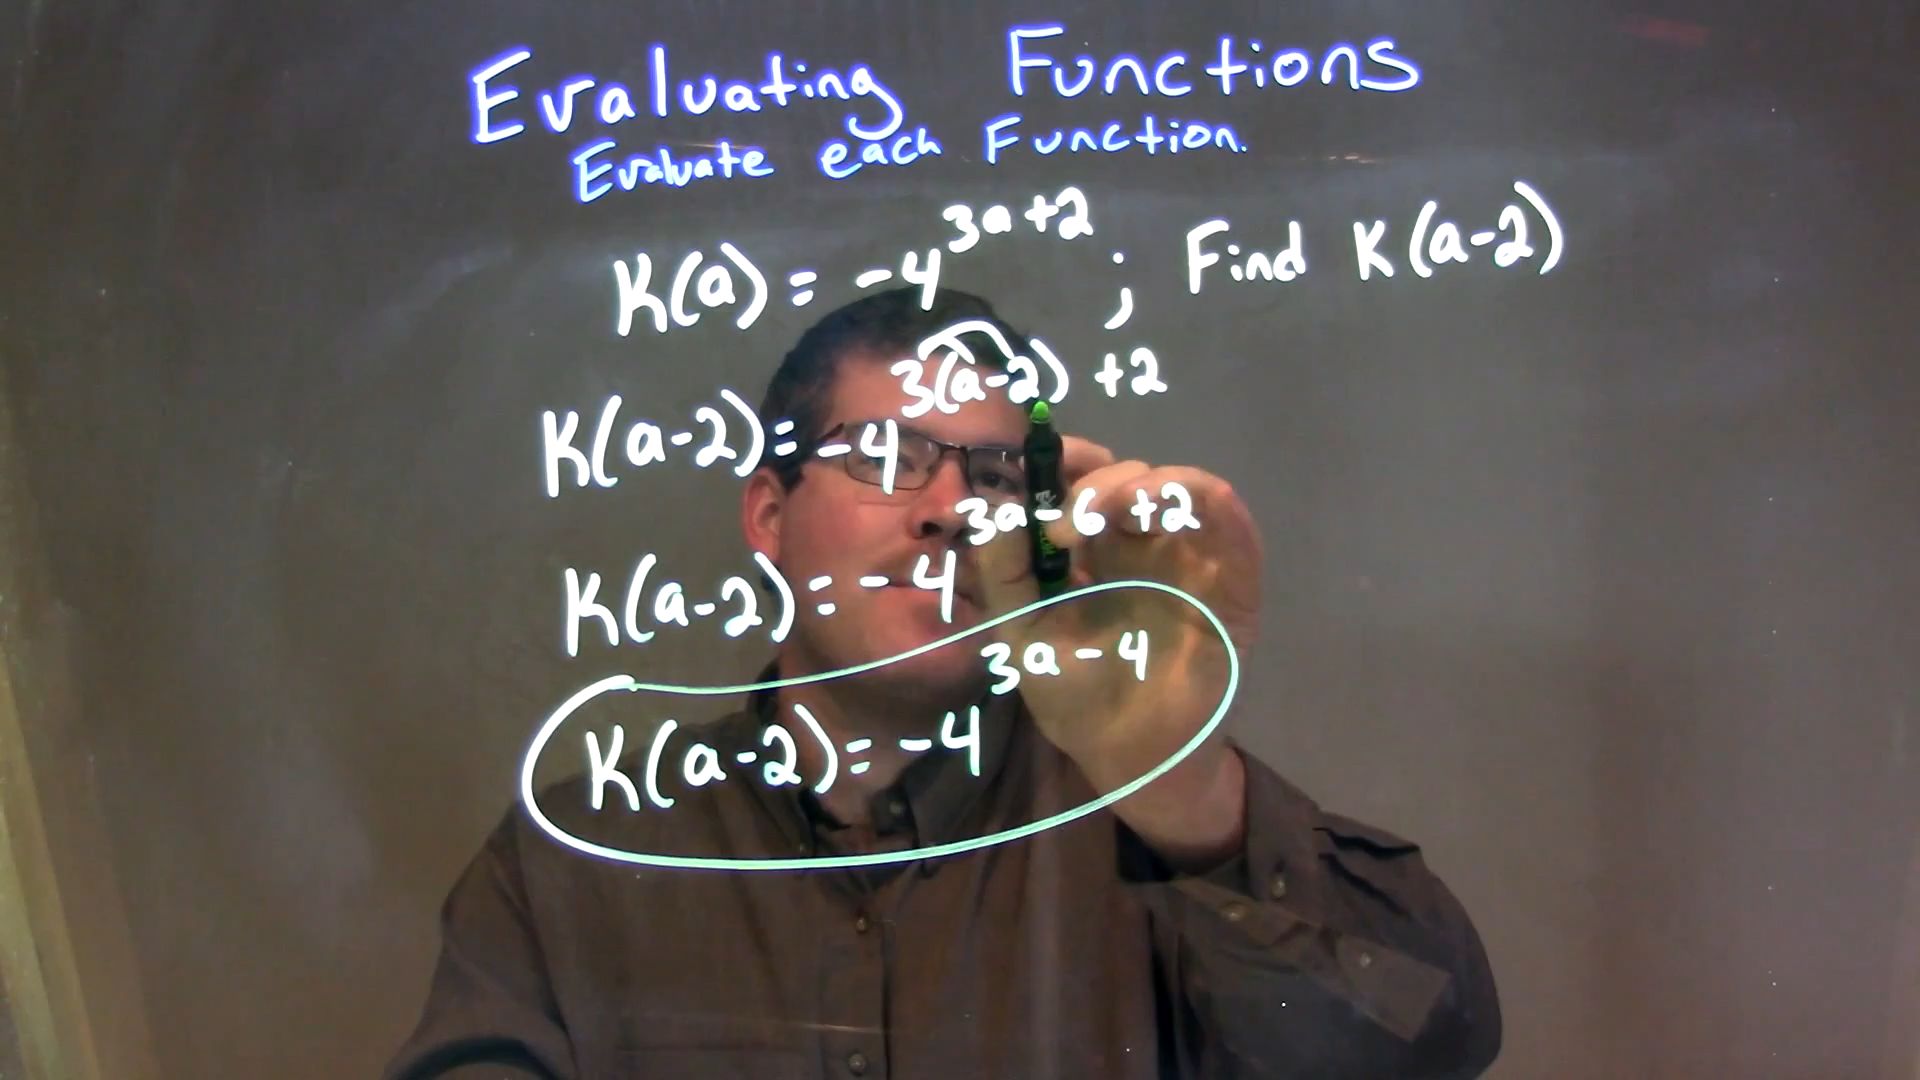 Evaluating Functions
Evaluate each Function.
K(a) = -4^{3a+2} ; Find K(a-2)
K(a-2) = -4^{3(a-2)+2}
K(a-2) = -4^{3a-6+2}
K(a-2) = -4^{3a-4}